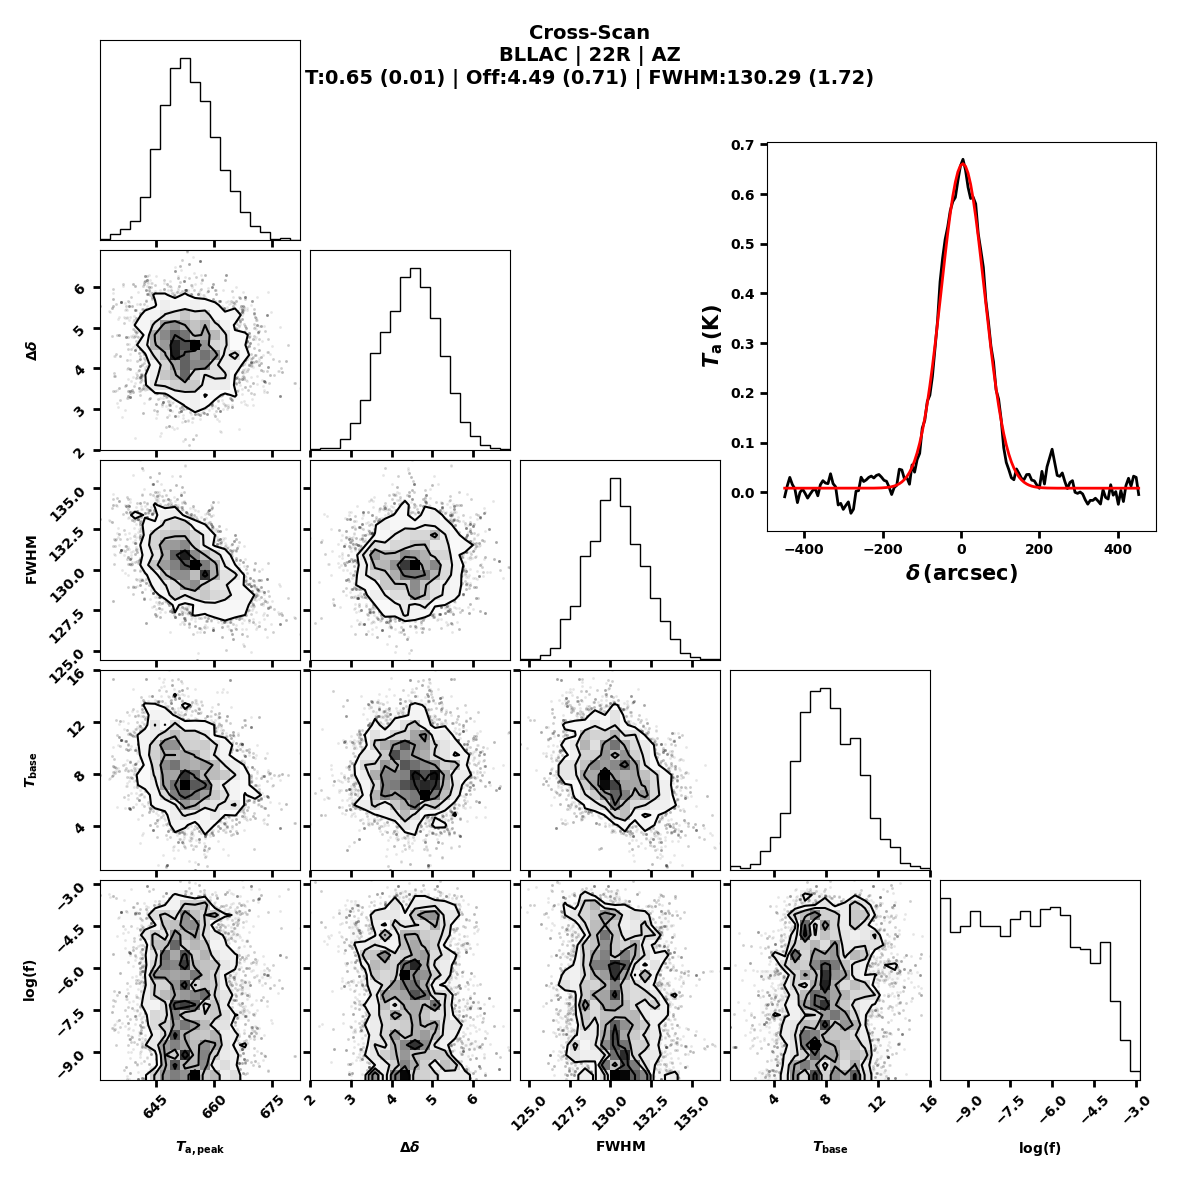 Cross-Scan
BLLAC | 22R | AZ
T:0.65 (0.01) | Off:4.49 (0.71) | FWHM:130.29 (1.72)
0.7
0.6
0.5
0.4
0.3
0.2
0.1
0.0
Ta (K)
−400 −200 0 200 400
δ (arcsec)
6
5
4
3
2
Δδ
135.0
132.5
130.0
127.5
125.0
FWHM
16
12
8
4
Tbase
−3.0
−4.5
−6.0
−7.5
−9.0
log(f)
645 660 675 2 3 4 5 6 125.0 127.5 130.0 132.5 135.0 4 8 12 16 −9.0 −7.5 −6.0 −4.5 −3.0
Ta,peak Δδ FWHM Tbase log(f)